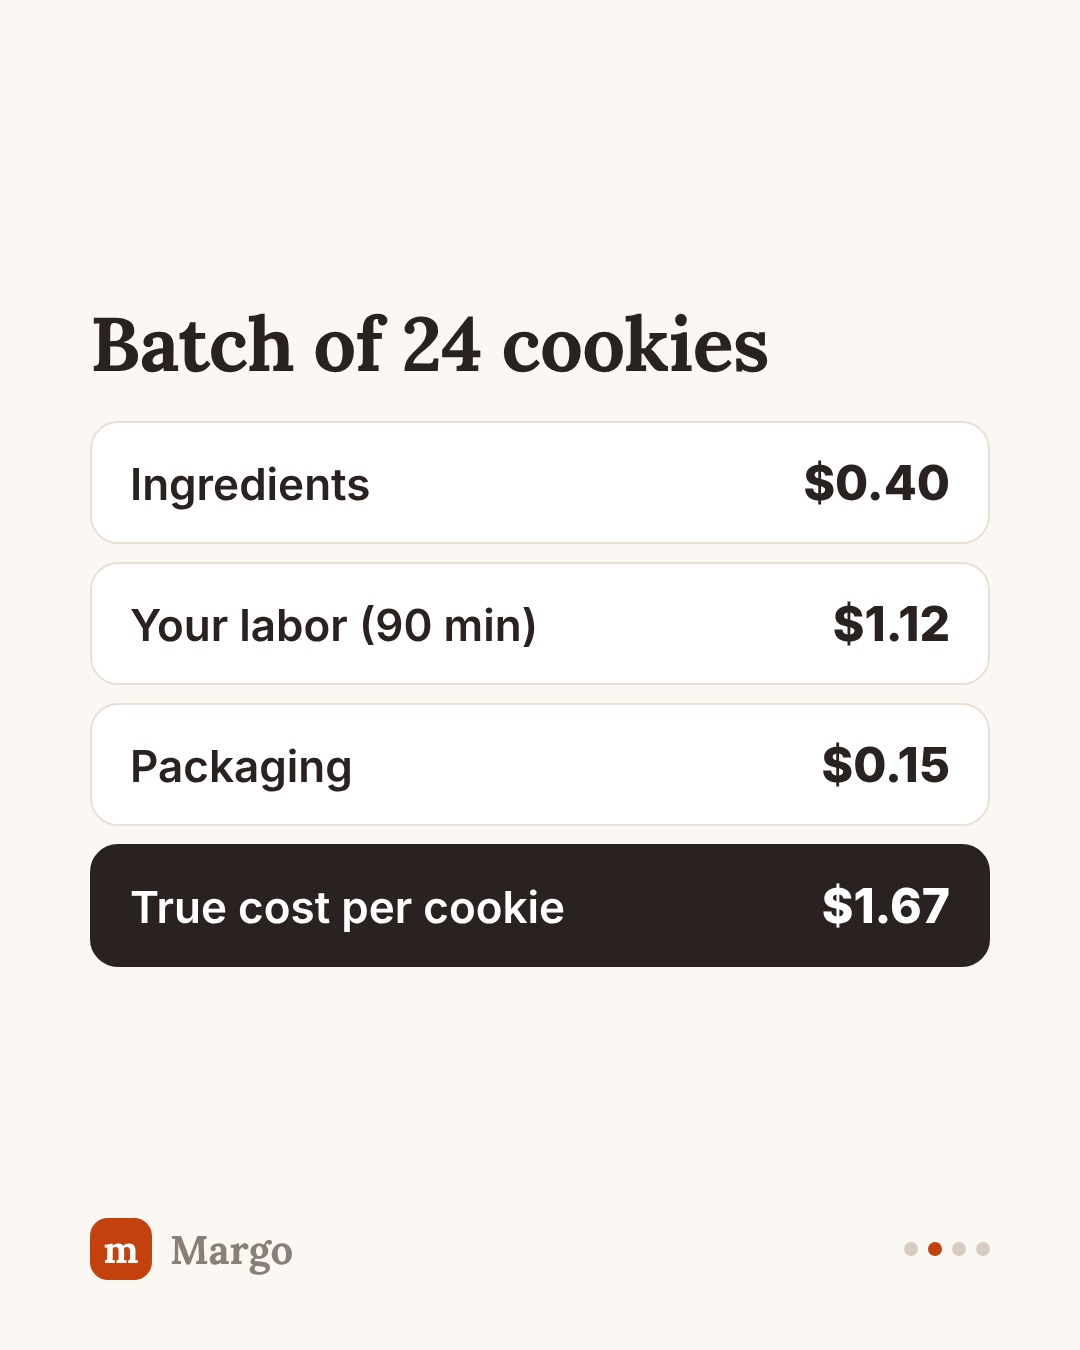 Batch of 24 cookies
Ingredients $0.40
Your labor (90 min) $1.12
Packaging $0.15
True cost per cookie $1.67
m Margo